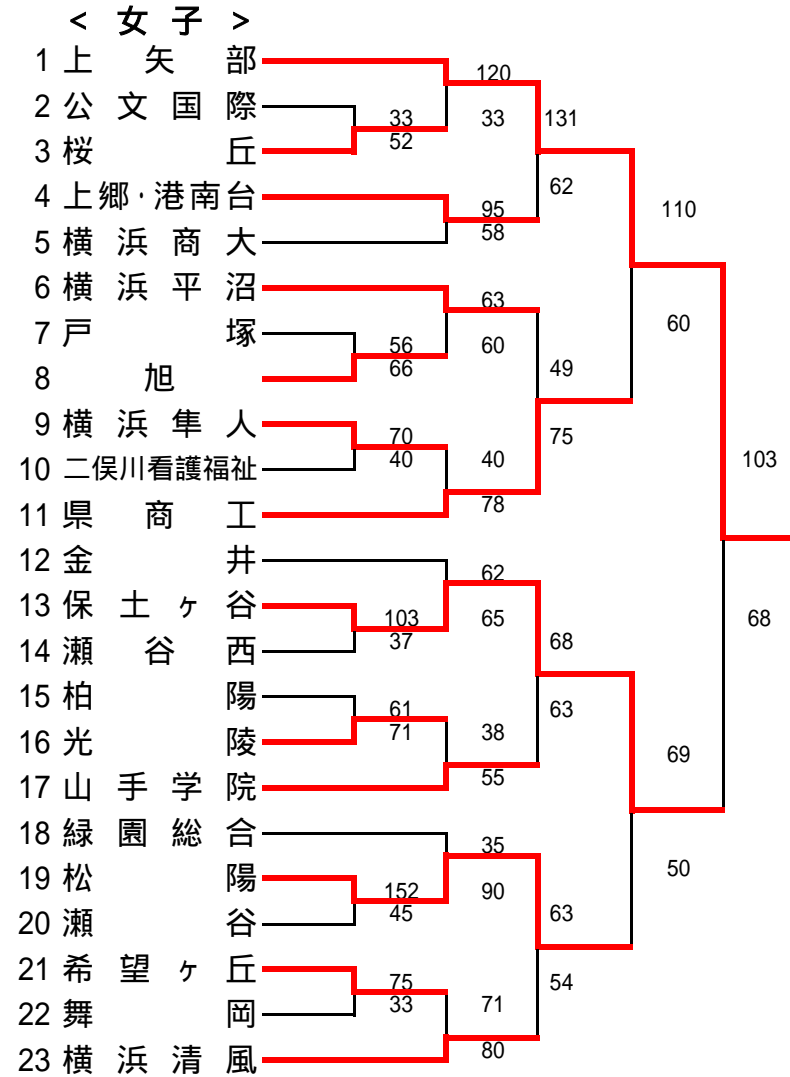 < 女 子 >
1 上 矢 部
120
2 公 文 国 際
33 33 131
52
3 桜 丘
62
4 上郷・港南台
95 110
58
5 横 浜 商 大
6 横 浜 平 沼
63
60
7 戸 塚
56 60
66 49
8 旭
9 横 浜 隼 人
70 75
40 40 103
10 二俣川看護福祉
78
11 県 商 工
12 金 井
62
13 保 土 ヶ 谷
103 65 68
37 68
14 瀬 谷 西
15 柏 陽
61 63
71 38
16 光 陵
69
55
17 山 手 学 院
18 緑 園 総 合
35
50
19 松 陽
152 90
45 63
20 瀬 谷
21 希 望 ヶ 丘
75 54
33 71
22 舞 岡
80
23 横 浜 清 風